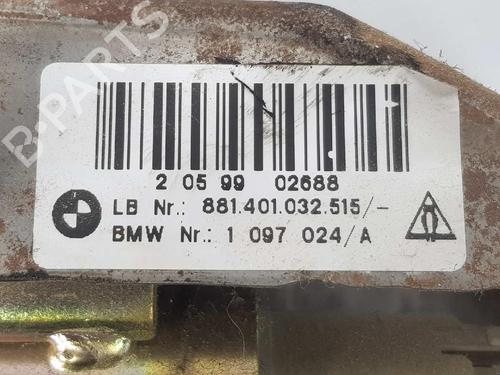 B-PARTS
2 05 99 02688
LB Nr.: 881.401.032.515/-
BMW Nr.: 1 097 024/A